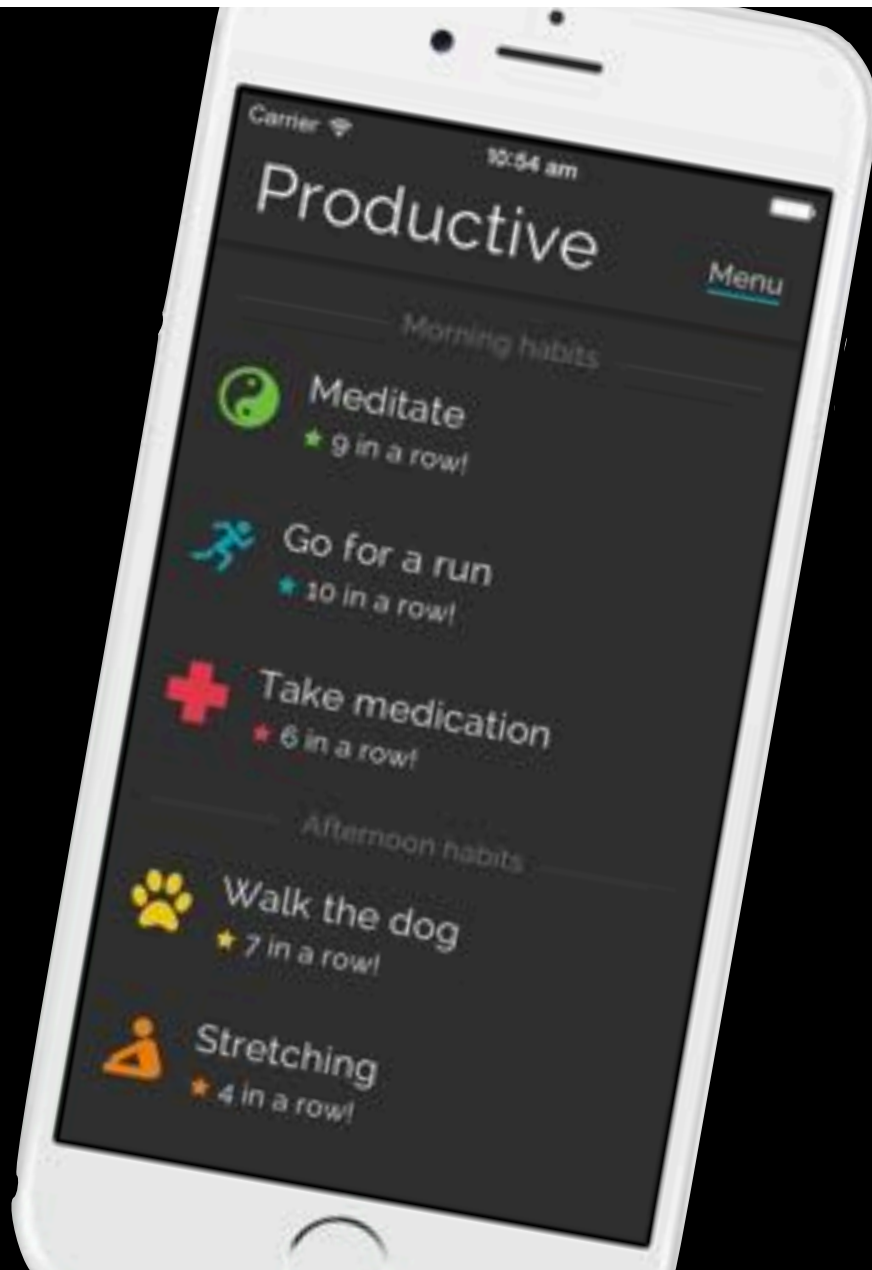 Carrier
10:54 am
Productive
Menu
Morning habits
Meditate
9 in a row!
Go for a run
10 in a row!
Take medication
6 in a row!
Afternoon habits
Walk the dog
7 in a row!
Stretching
4 in a row!